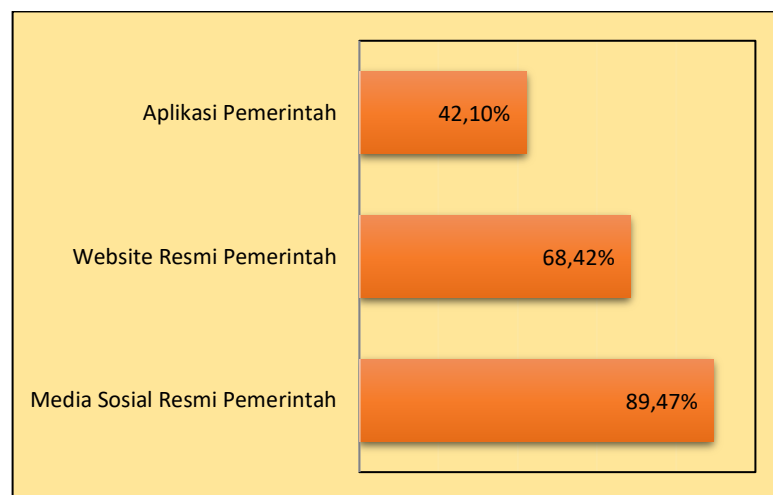 Aplikasi Pemerintah
42,10%
Website Resmi Pemerintah
68,42%
Media Sosial Resmi Pemerintah
89,47%